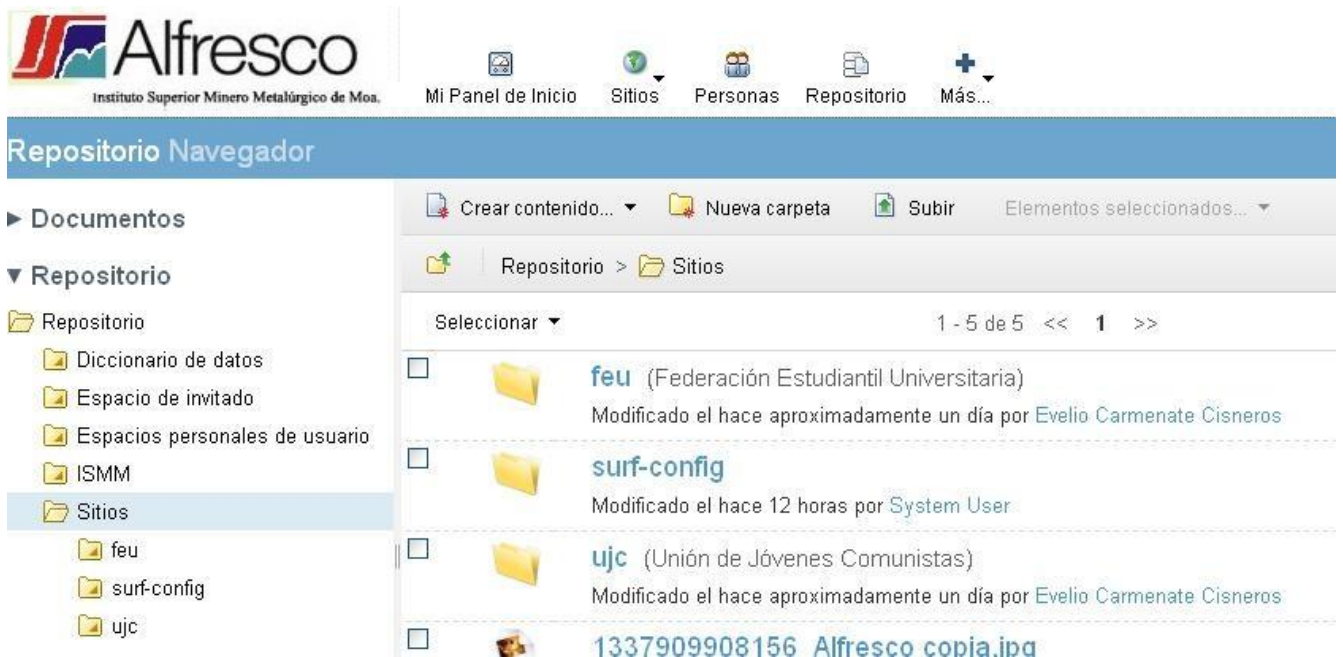 Alfresco
Instituto Superior Minero Metalúrgico de Moa.
Mi Panel de Inicio Sitios Personas Repositorio Más...
Repositorio Navegador
Documentos
Repositorio
Repositorio
Diccionario de datos
Espacio de invitado
Espacios personales de usuario
ISMM
Sitios
feu
surf-config
ujc
Crear contenido... Nueva carpeta Subir Elementos seleccionados...
Repositorio > Sitios
Seleccionar 1 - 5 de 5 << 1 >>
feu (Federación Estudiantil Universitaria)
Modificado el hace aproximadamente un día por Evelio Carmenate Cisneros
surf-config
Modificado el hace 12 horas por System User
ujc (Unión de Jóvenes Comunistas)
Modificado el hace aproximadamente un día por Evelio Carmenate Cisneros
1337909908156_Alfresco copia.jpg